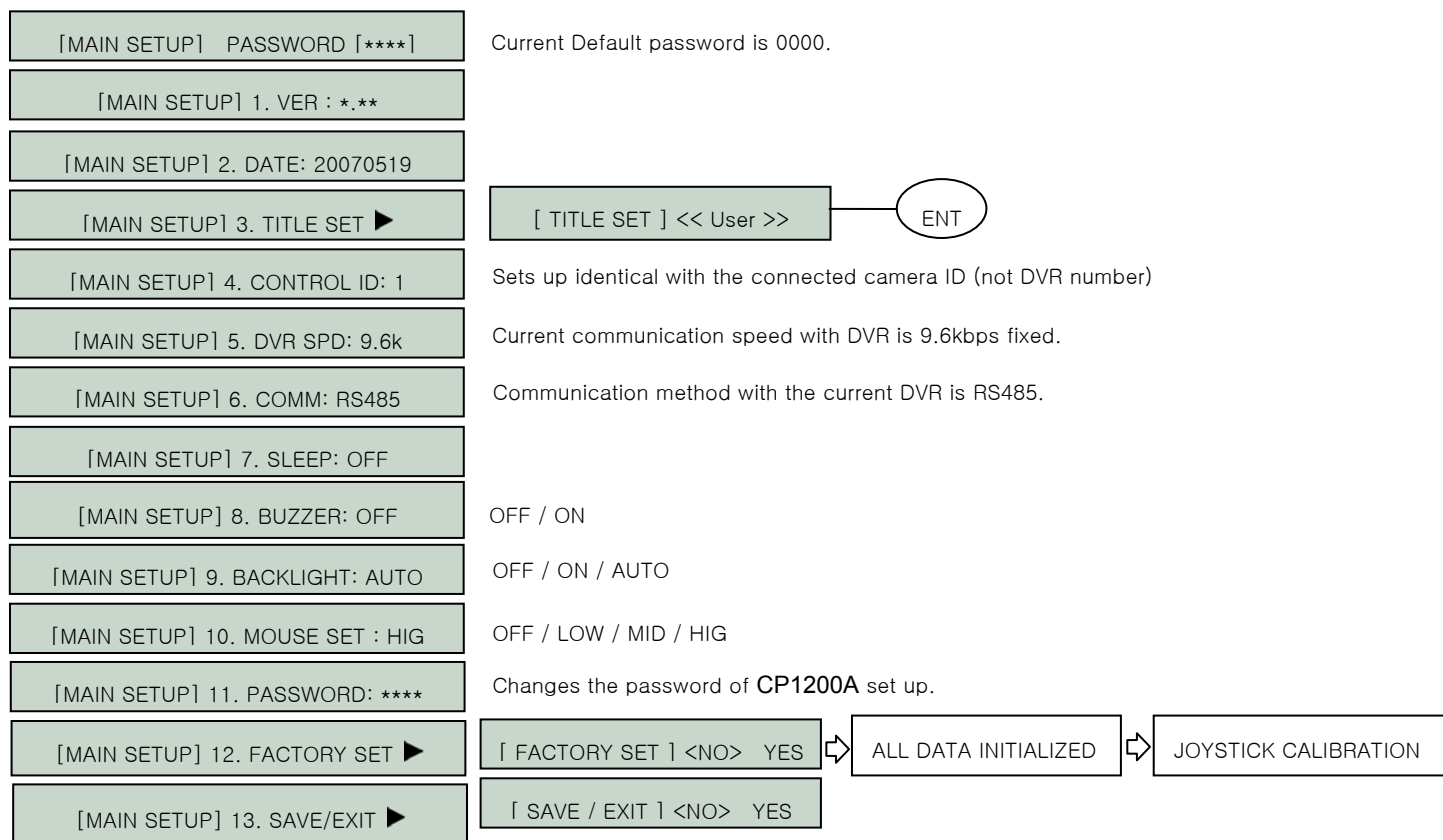 [MAIN SETUP] PASSWORD [****] Current Default password is 0000.
[MAIN SETUP] 1. VER : *.**
[MAIN SETUP] 2. DATE: 20070519
[MAIN SETUP] 3. TITLE SET ▶ [ TITLE SET ] << User >> ENT
[MAIN SETUP] 4. CONTROL ID: 1 Sets up identical with the connected camera ID (not DVR number)
[MAIN SETUP] 5. DVR SPD: 9.6k Current communication speed with DVR is 9.6kbps fixed.
[MAIN SETUP] 6. COMM: RS485 Communication method with the current DVR is RS485.
[MAIN SETUP] 7. SLEEP: OFF
[MAIN SETUP] 8. BUZZER: OFF OFF / ON
[MAIN SETUP] 9. BACKLIGHT: AUTO OFF / ON / AUTO
[MAIN SETUP] 10. MOUSE SET : HIG OFF / LOW / MID / HIG
[MAIN SETUP] 11. PASSWORD: **** Changes the password of CP1200A set up.
[MAIN SETUP] 12. FACTORY SET ▶ [ FACTORY SET ] <NO> YES ALL DATA INITIALIZED JOYSTICK CALIBRATION
[MAIN SETUP] 13. SAVE/EXIT ▶ [ SAVE / EXIT ] <NO> YES